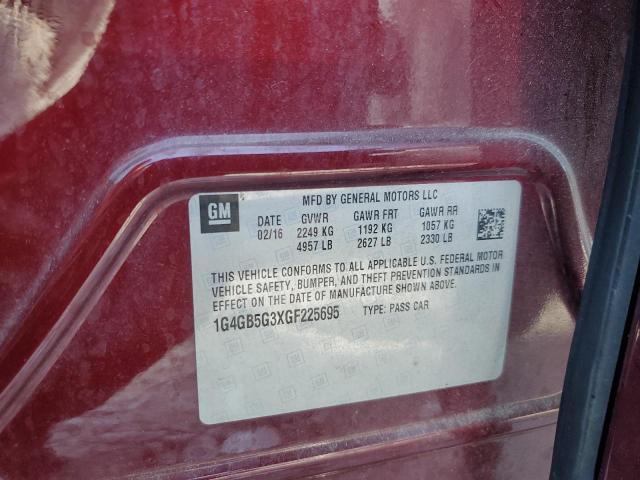 GM
MFD BY GENERAL MOTORS LLC
DATE GVWR GAWR FRT GAWR RR
02/16 2249 KG 1192 KG 1057 KG
4957 LB 2627 LB 2330 LB
THIS VEHICLE CONFORMS TO ALL APPLICABLE U.S. FEDERAL MOTOR
VEHICLE SAFETY, BUMPER, AND THEFT PREVENTION STANDARDS IN
EFFECT ON THE DATE OF MANUFACTURE SHOWN ABOVE.
1G4GB5G3XGF225695 TYPE: PASS CAR